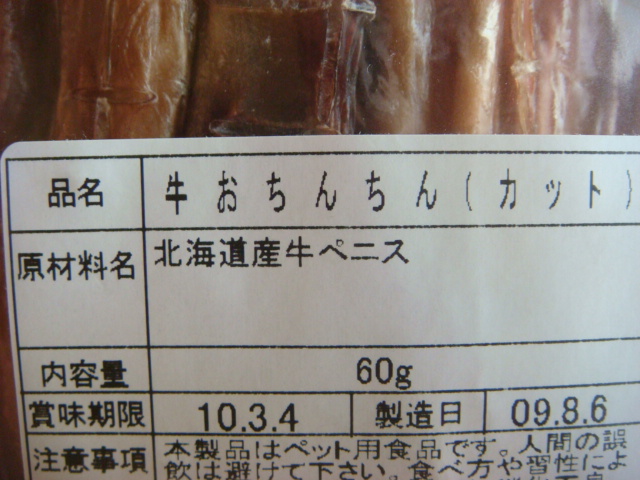 品名 牛おちんちん(カット)
原材料名 北海道産牛ペニス
内容量 60g
賞味期限 10.3.4 製造日 09.8.6
注意事項 本製品はペット用食品です。人間の誤
飲は避けて下さい。食べ方や習性によ